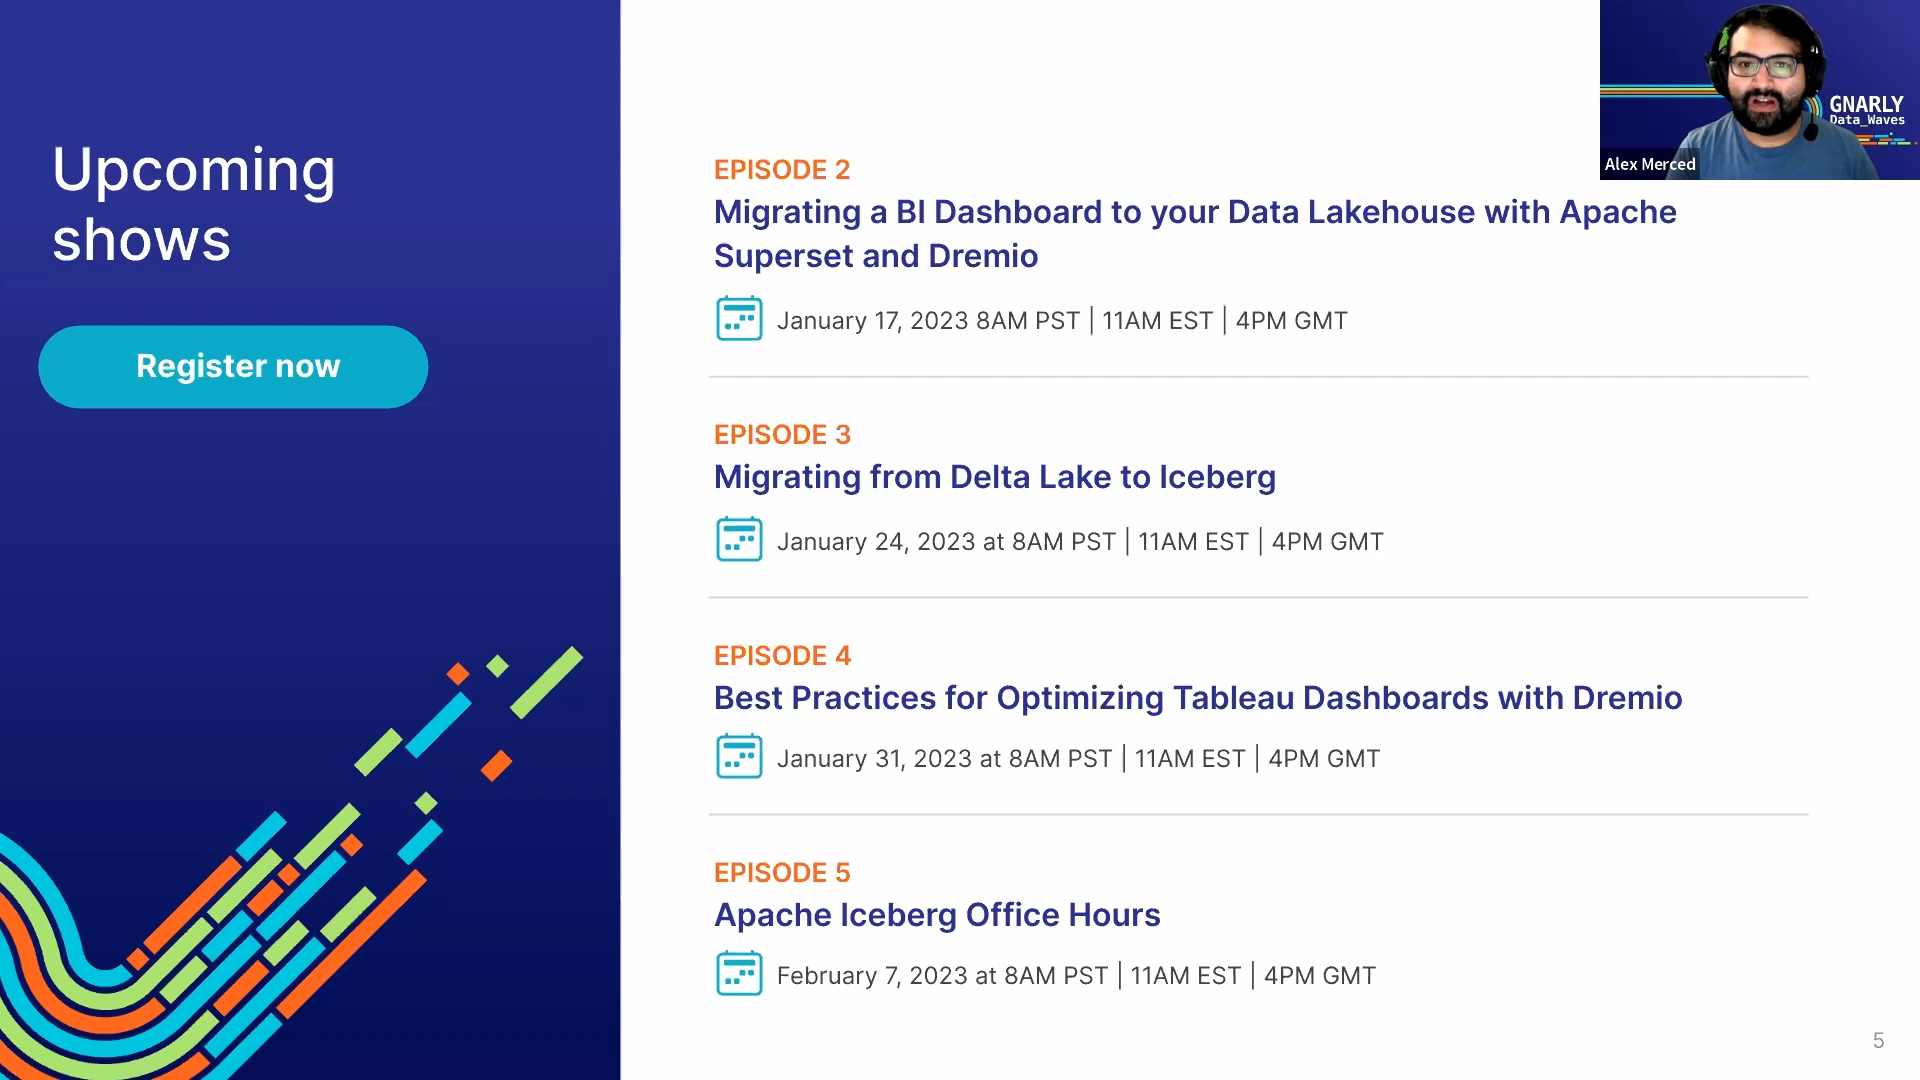 Upcoming
shows
Register now
EPISODE 2
Migrating a BI Dashboard to your Data Lakehouse with Apache
Superset and Dremio
January 17, 2023 8AM PST | 11AM EST | 4PM GMT
EPISODE 3
Migrating from Delta Lake to Iceberg
January 24, 2023 at 8AM PST | 11AM EST | 4PM GMT
EPISODE 4
Best Practices for Optimizing Tableau Dashboards with Dremio
January 31, 2023 at 8AM PST | 11AM EST | 4PM GMT
EPISODE 5
Apache Iceberg Office Hours
February 7, 2023 at 8AM PST | 11AM EST | 4PM GMT
GNARLY
Data_Waves
Alex Merced
5